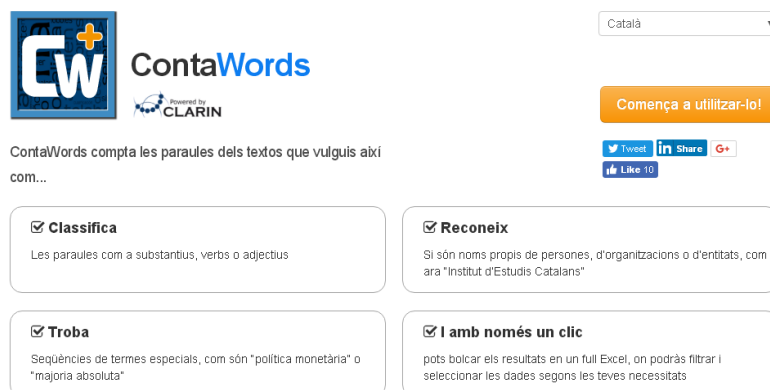 Català
Cw
ContaWords
Powered by
CLARIN
Comença a utilitzar-lo!
Tweet
in Share
G+
Like 10
ContaWords compta les paraules dels textos que vulguis així
com...
Classifica
Les paraules com a substantius, verbs o adjectius
Reconeix
Si són noms propis de persones, d'organitzacions o d'entitats, com
ara "Institut d'Estudis Catalans"
Troba
Seqüències de termes especials, com són "política monetària" o
"majoria absoluta"
I amb només un clic
pots bolcar els resultats en un full Excel, on podràs filtrar i
seleccionar les dades segons les teves necessitats